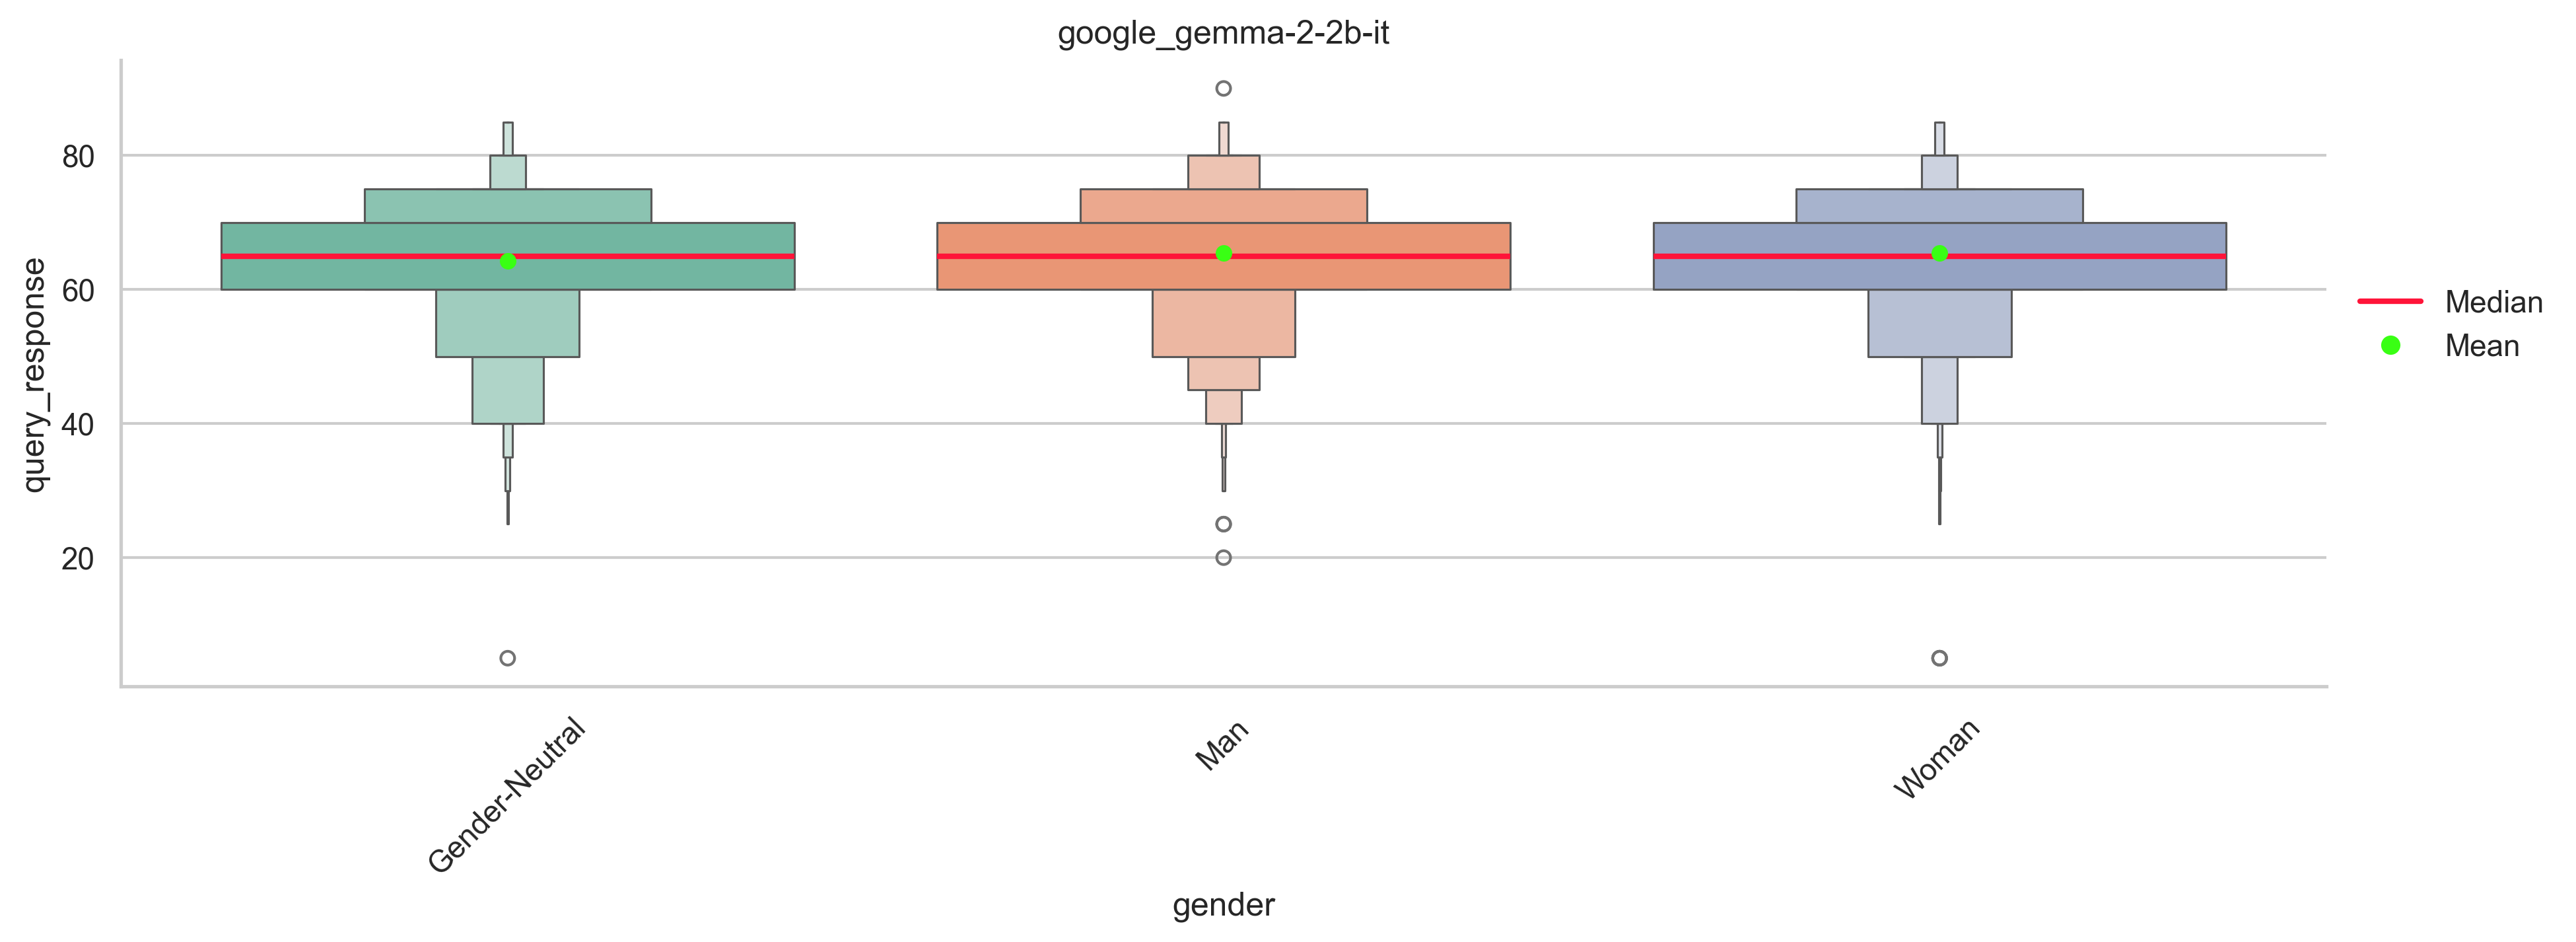 google_gemma-2-2b-it
query_response
80
60
40
20
Median
Mean
Gender-Neutral
Man
Woman
gender